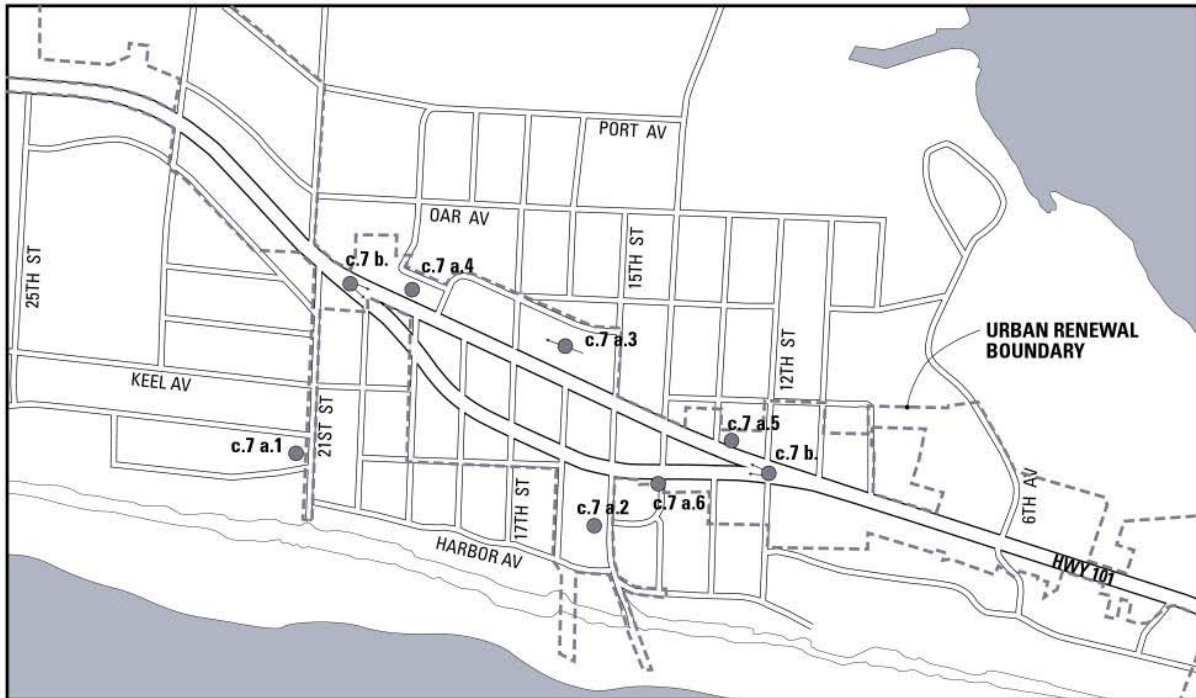 PORT AV
OAR AV
15TH ST
25TH ST
c.7 b.
c.7 a.4
URBAN RENEWAL
BOUNDARY
12TH ST
c.7 a.3
KEEL AV
21ST ST
c.7 a.5
c.7 a.1
c.7 b.
6TH AV
17TH ST
c.7 a.6
c.7 a.2
HARBOR AV
HWY 101